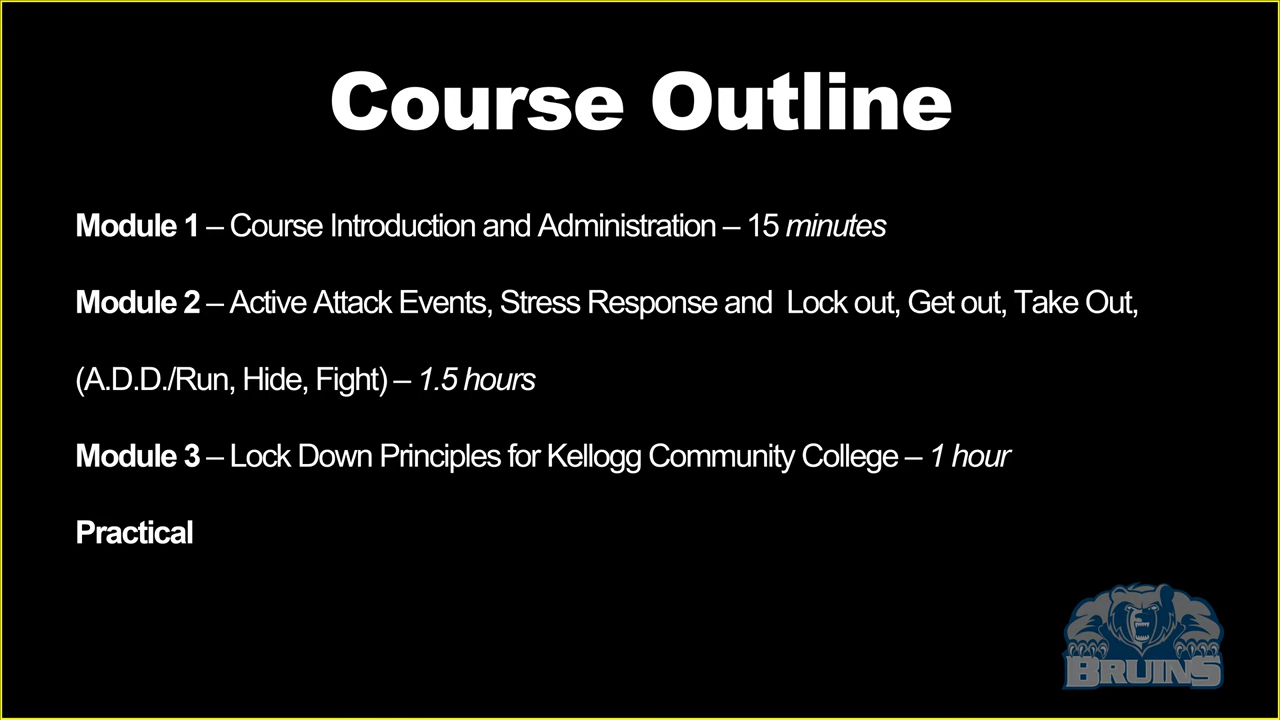 Course Outline
Module 1 – Course Introduction and Administration – 15 minutes
Module 2 – Active Attack Events, Stress Response and  Lock out, Get out, Take Out,
(A.D.D./Run, Hide, Fight) – 1.5 hours
Module 3 – Lock Down Principles for Kellogg Community College – 1 hour
Practical
BRUINS